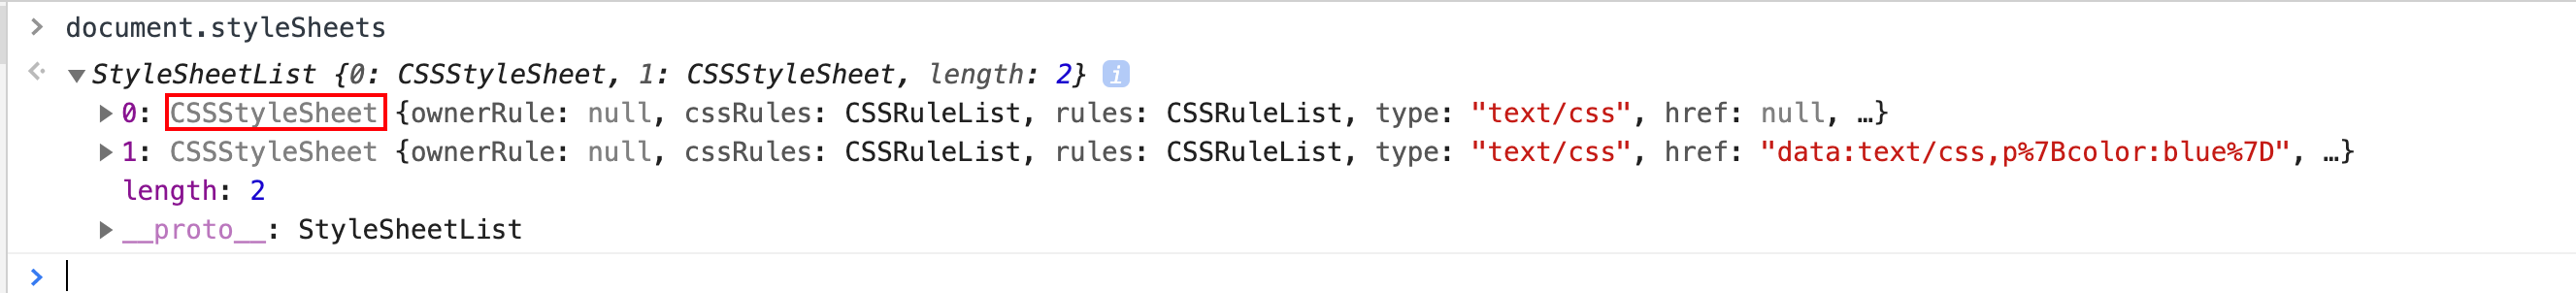 > document.styleSheets
▼StyleSheetList {0: CSSStyleSheet, 1: CSSStyleSheet, length: 2} i
▶0: CSSStyleSheet {ownerRule: null, cssRules: CSSRuleList, rules: CSSRuleList, type: "text/css", href: null, …}
▶1: CSSStyleSheet {ownerRule: null, cssRules: CSSRuleList, rules: CSSRuleList, type: "text/css", href: "data:text/css,p%7Bcolor:blue%7D", …}
length: 2
▶__proto__: StyleSheetList
>